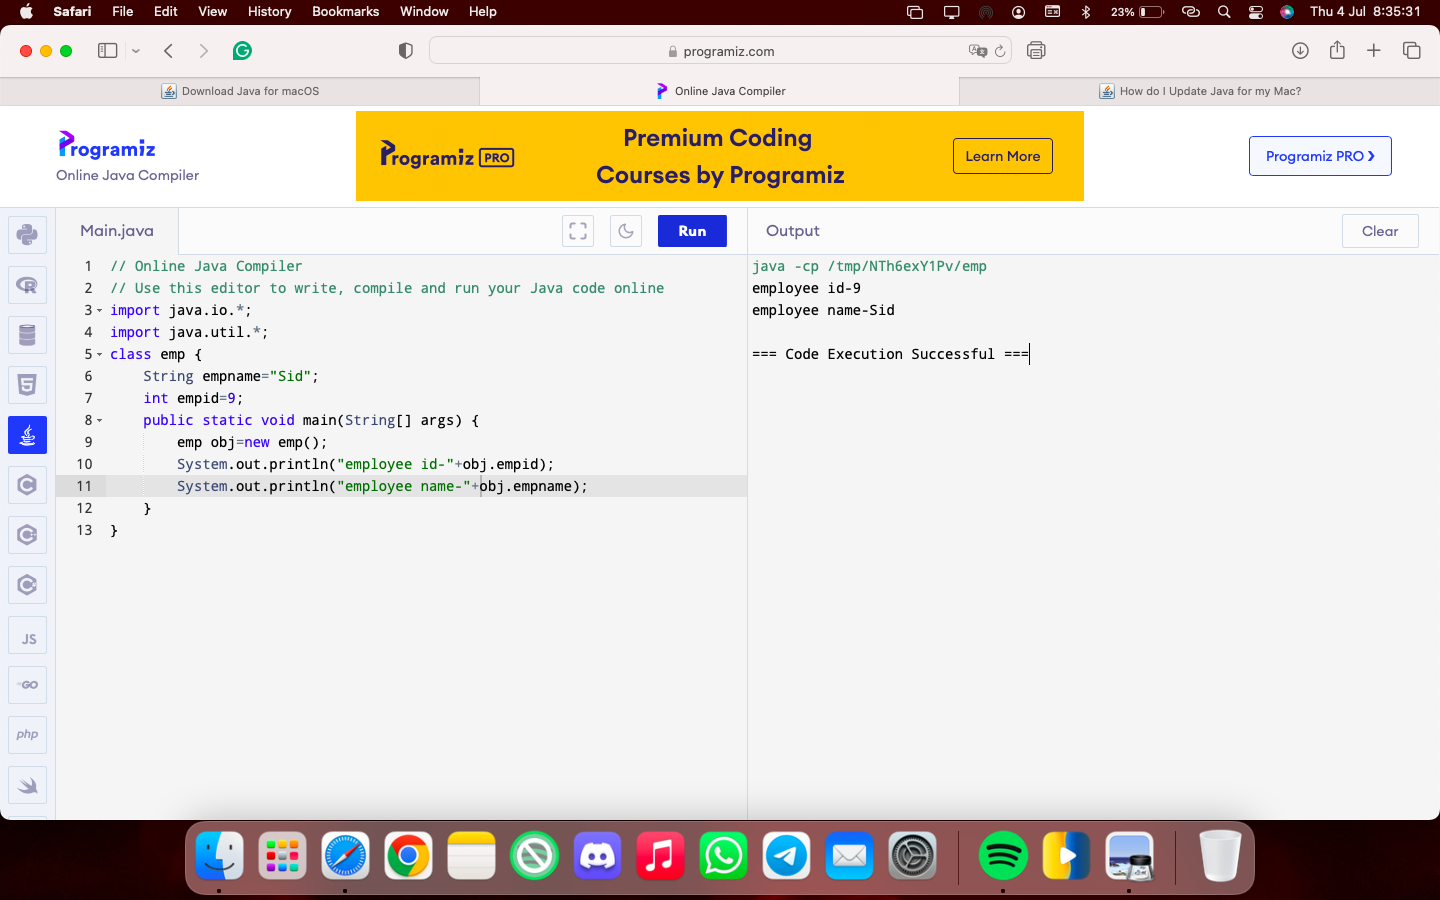 Safari File Edit View History Bookmarks Window Help 23% Thu 4 Jul 8:35:31
programiz.com
Download Java for macOS
Online Java Compiler
How do I Update Java for my Mac?
Programiz
Online Java Compiler
Programiz PRO
Premium Coding
Courses by Programiz
Learn More
Programiz PRO ❯
Main.java
Run
Output
Clear
1 // Online Java Compiler
2 // Use this editor to write, compile and run your Java code online
3 import java.io.*;
4 import java.util.*;
5 class emp {
6     String empname="Sid";
7     int empid=9;
8     public static void main(String[] args) {
9         emp obj=new emp();
10         System.out.println("employee id-"+obj.empid);
11         System.out.println("employee name-"+obj.empname);
12     }
13 }
java -cp /tmp/NTh6exY1Pv/emp
employee id-9
employee name-Sid
=== Code Execution Successful ===
JS
GO
php